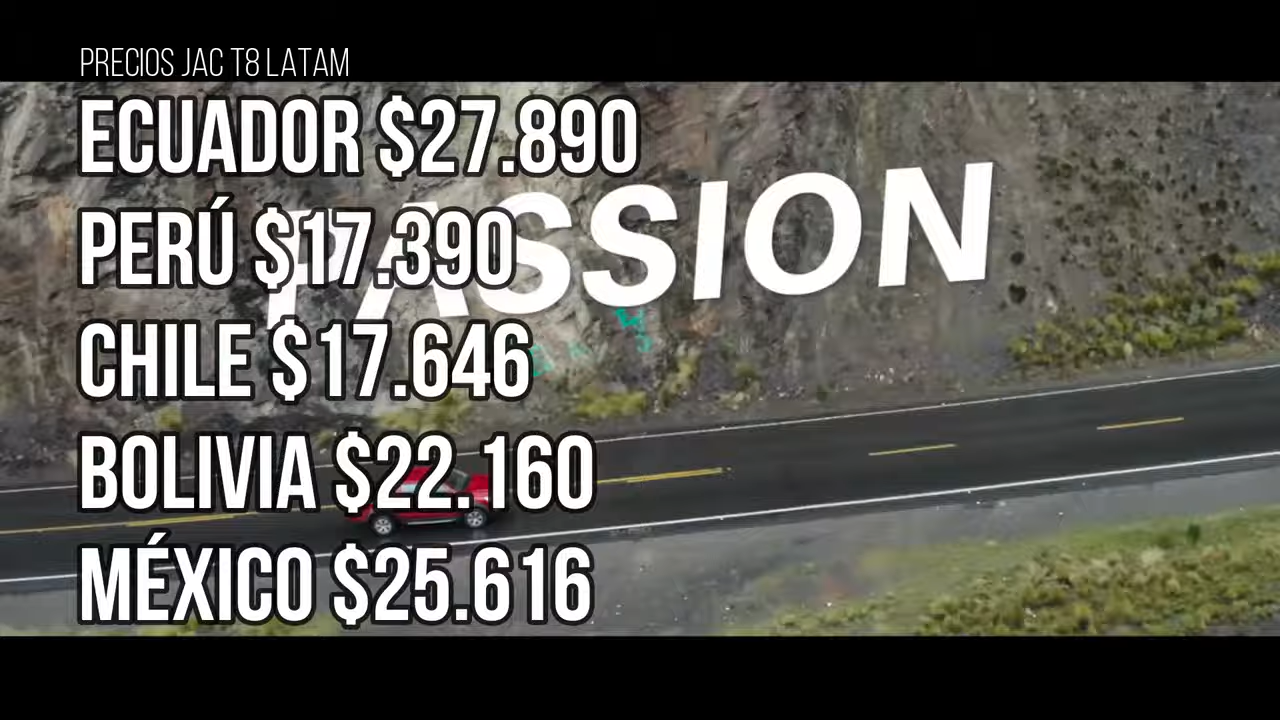 PRECIOS JAC T8 LATAM
ECUADOR $27.890
PASSION
PERÚ $17.390
CHILE $17.646
BOLIVIA $22.160
MÉXICO $25.616